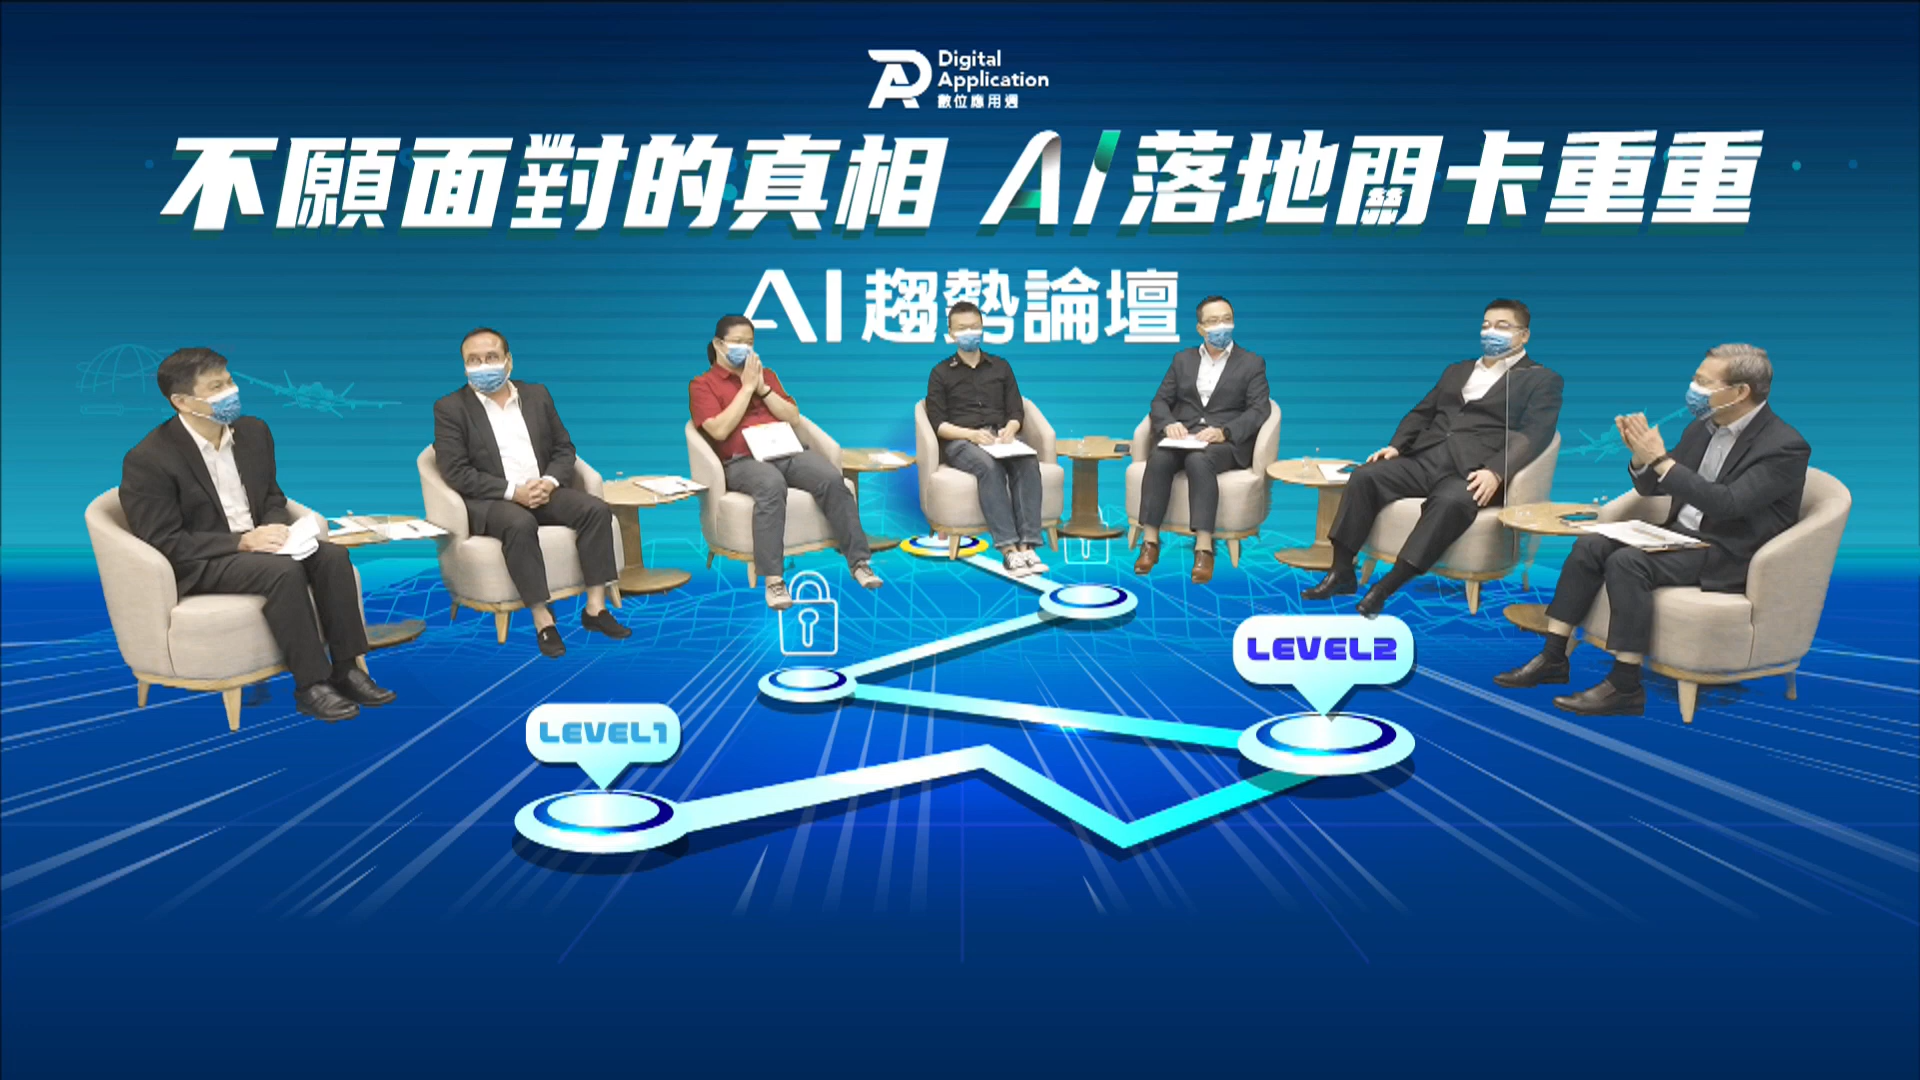 Digital
Application
數位應用週
不願面對的真相 AI落地關卡重重
AI趨勢論壇
LEVEL2
LEVEL1